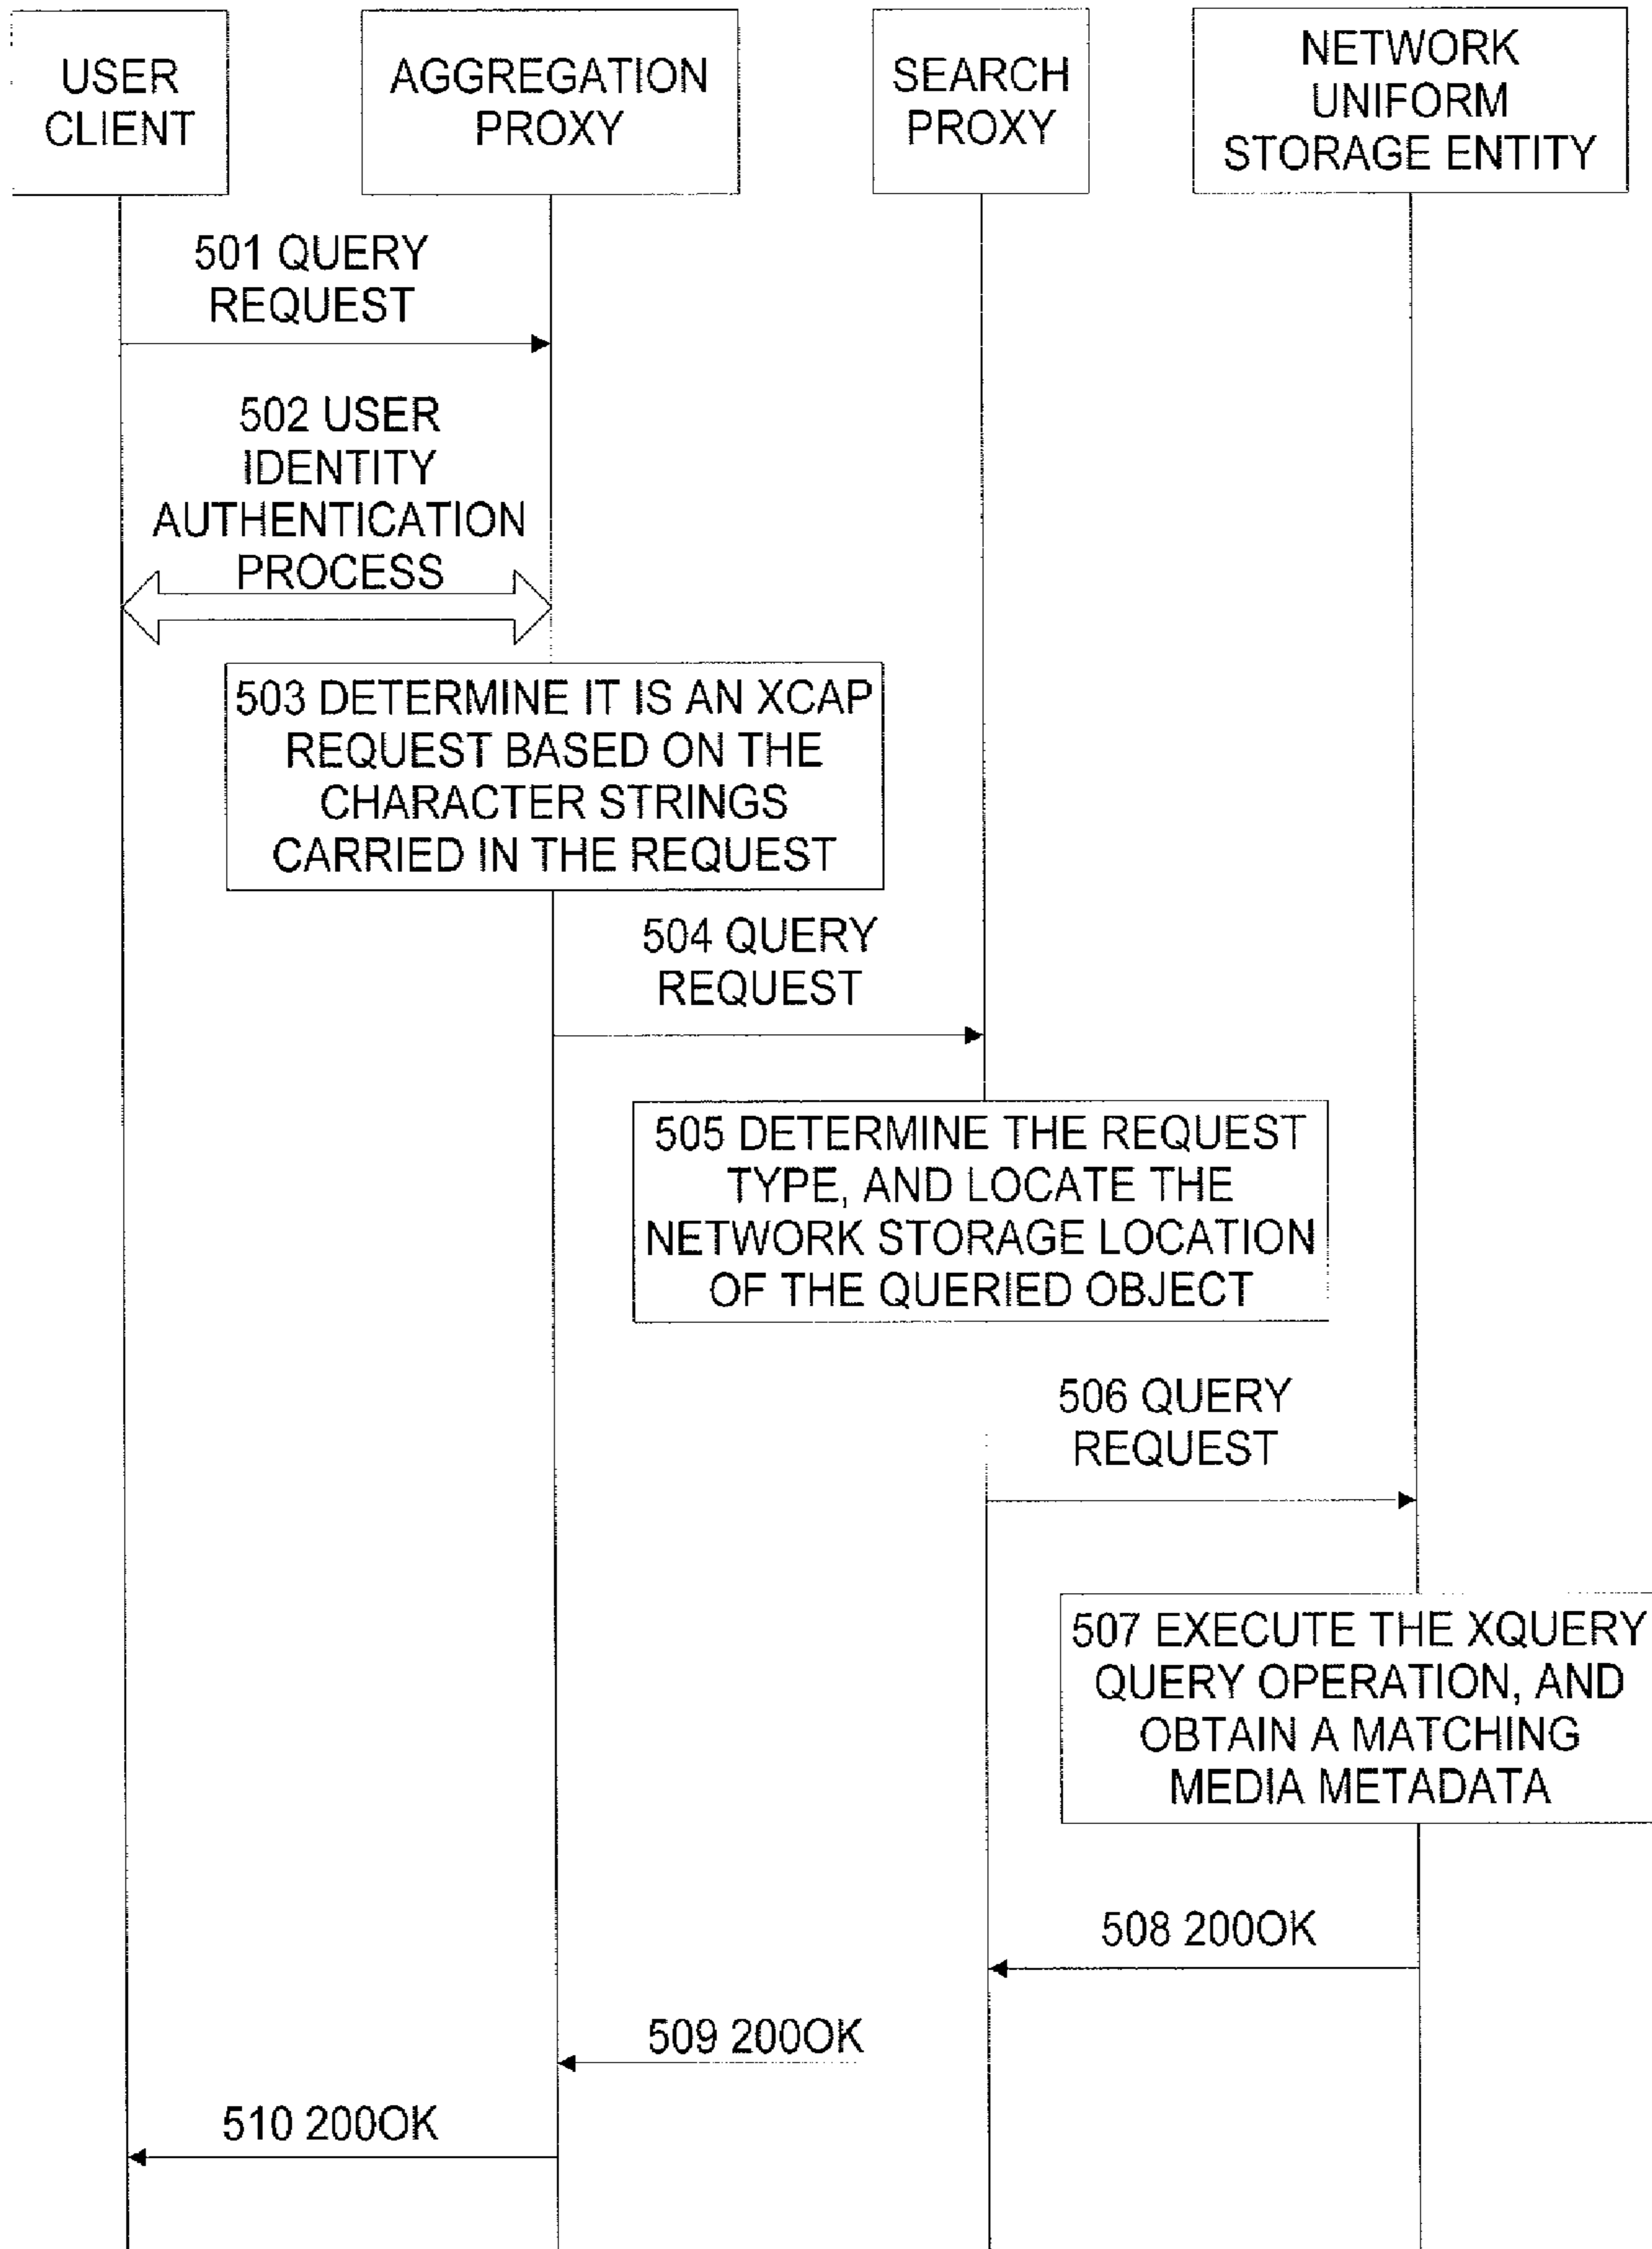 USER
CLIENT
AGGREGATION
PROXY
SEARCH
PROXY
NETWORK
UNIFORM
STORAGE ENTITY
501 QUERY
REQUEST
502 USER
IDENTITY
AUTHENTICATION
PROCESS
503 DETERMINE IT IS AN XCAP
REQUEST BASED ON THE
CHARACTER STRINGS
CARRIED IN THE REQUEST
504 QUERY
REQUEST
505 DETERMINE THE REQUEST
TYPE, AND LOCATE THE
NETWORK STORAGE LOCATION
OF THE QUERIED OBJECT
506 QUERY
REQUEST
507 EXECUTE THE XQUERY
QUERY OPERATION, AND
OBTAIN A MATCHING
MEDIA METADATA
508 200OK
509 200OK
510 200OK